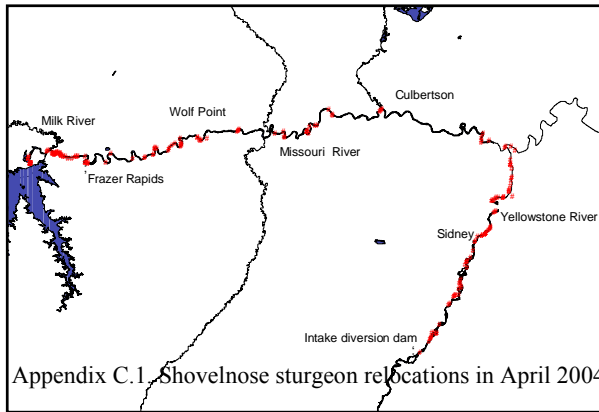 Culbertson
Wolf Point
Milk River
Missouri River
Frazer Rapids
Yellowstone River
Sidney
Intake diversion dam
Appendix C.1. Shovelnose sturgeon relocations in April 2004